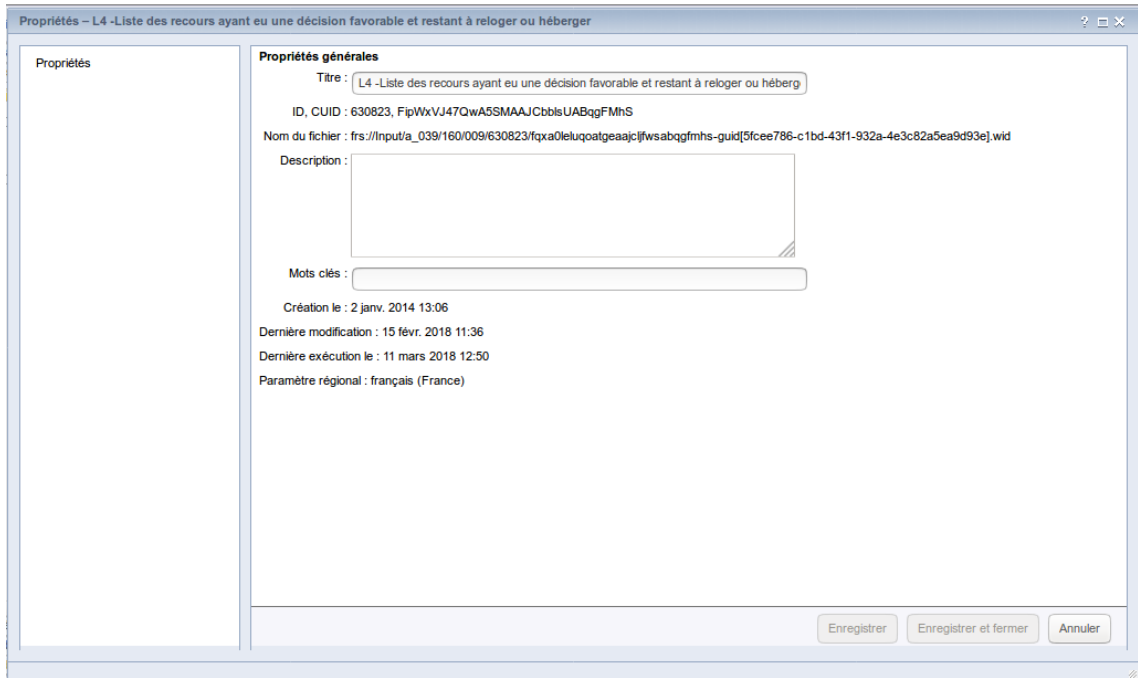 Propriétés – L4 -Liste des recours ayant eu une décision favorable et restant à reloger ou héberger
?
Propriétés
Propriétés générales
Titre : L4 -Liste des recours ayant eu une décision favorable et restant à reloger ou héberg
ID, CUID : 630823, FipWxVJ47QwA5SMAAJCbblsUABqgFMhS
Nom du fichier : frs://Input/a_039/160/009/630823/fqxa0leluqoatgeaajcljfwsabqgfmhs-guid[5fcee786-c1bd-43f1-932a-4e3c82a5ea9d93e].wid
Description :
Mots clés :
Création le : 2 janv. 2014 13:06
Dernière modification : 15 févr. 2018 11:36
Dernière exécution le : 11 mars 2018 12:50
Paramètre régional : français (France)
Enregistrer Enregistrer et fermer Annuler